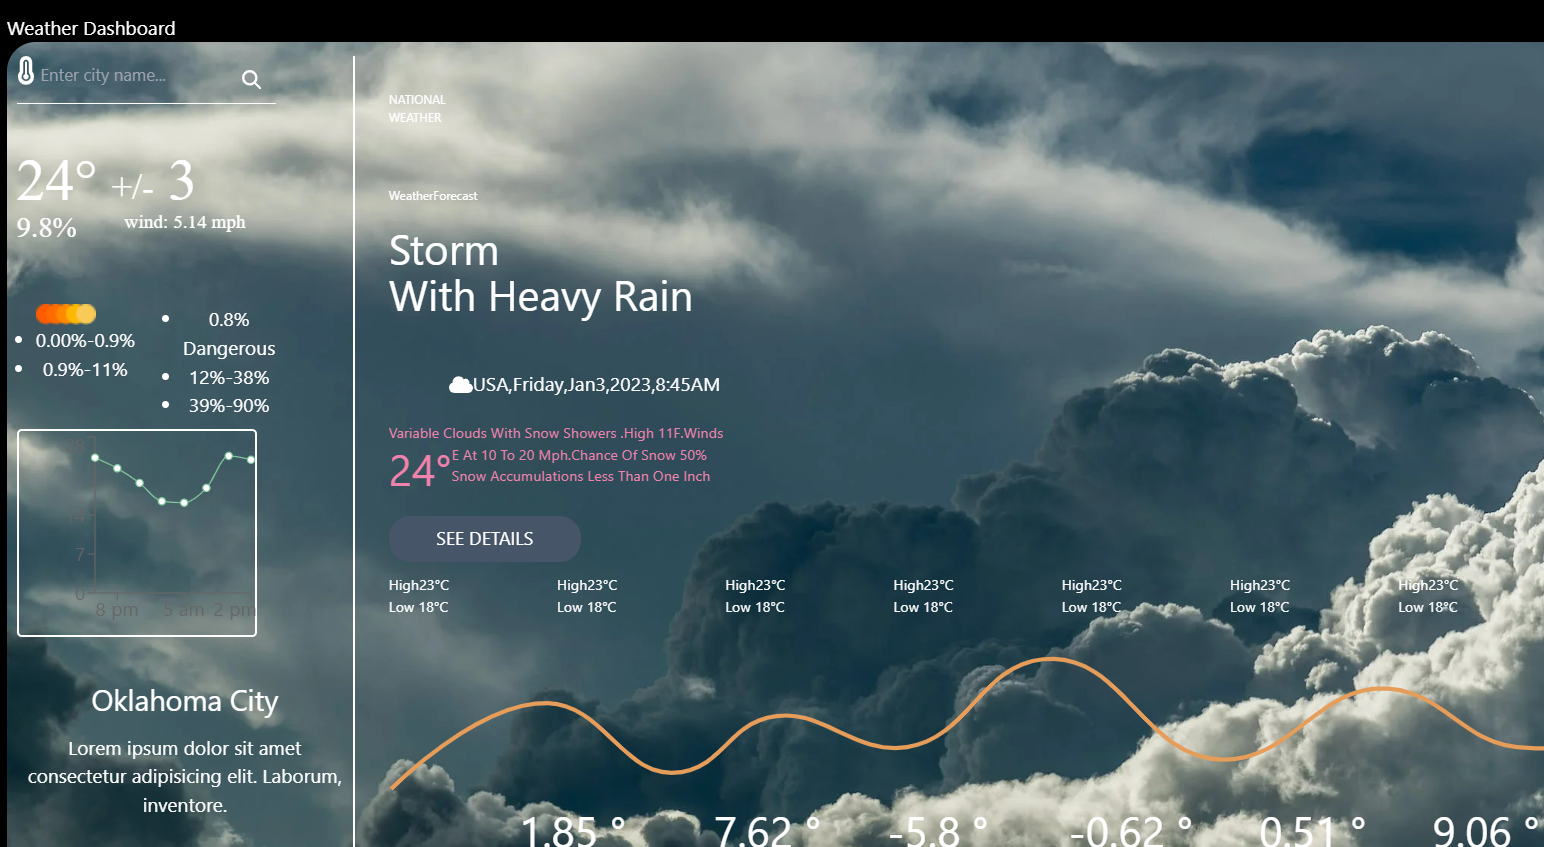 Weather Dashboard
Enter city name...
24° +/- 3
9.8% wind: 5.14 mph
0.00%-0.9%
0.9%-11%
0.8%
Dangerous
12%-38%
39%-90%
7
0
8 pm 5 am 2 pm
Oklahoma City
Lorem ipsum dolor sit amet
consectetur adipisicing elit. Laborum,
inventore.
NATIONAL
WEATHER
WeatherForecast
Storm
With Heavy Rain
USA,Friday,Jan3,2023,8:45AM
24°
Variable Clouds With Snow Showers .High 11F.Winds
E At 10 To 20 Mph.Chance Of Snow 50%
Snow Accumulations Less Than One Inch
SEE DETAILS
High23°C High23°C High23°C High23°C High23°C High23°C High23°C
Low 18°C Low 18°C Low 18°C Low 18°C Low 18°C Low 18°C Low 18°C
1.85 ° 7.62 ° -5.8 ° -0.62 ° 0.51 ° 9.06 °